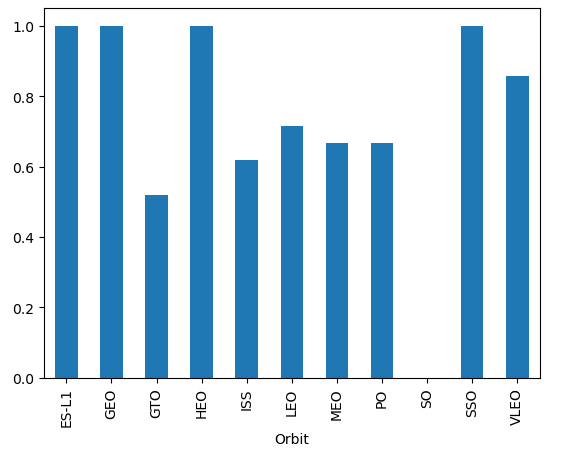 1.0
0.8
0.6
0.4
0.2
0.0
ES-L1
GEO
GTO
HEO
ISS
LEO
MEO
PO
SO
SSO
VLEO
Orbit